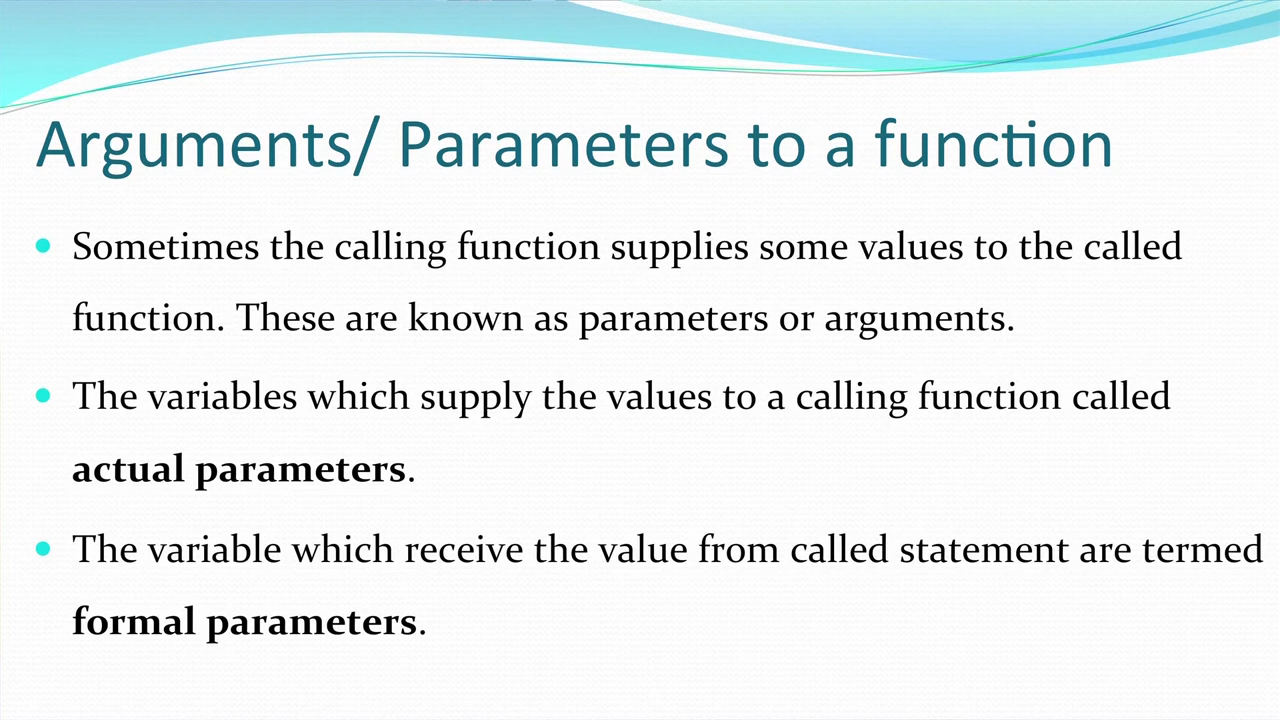 Arguments/ Parameters to a function
Sometimes the calling function supplies some values to the called
function. These are known as parameters or arguments.
The variables which supply the values to a calling function called
actual parameters.
The variable which receive the value from called statement are termed
formal parameters.